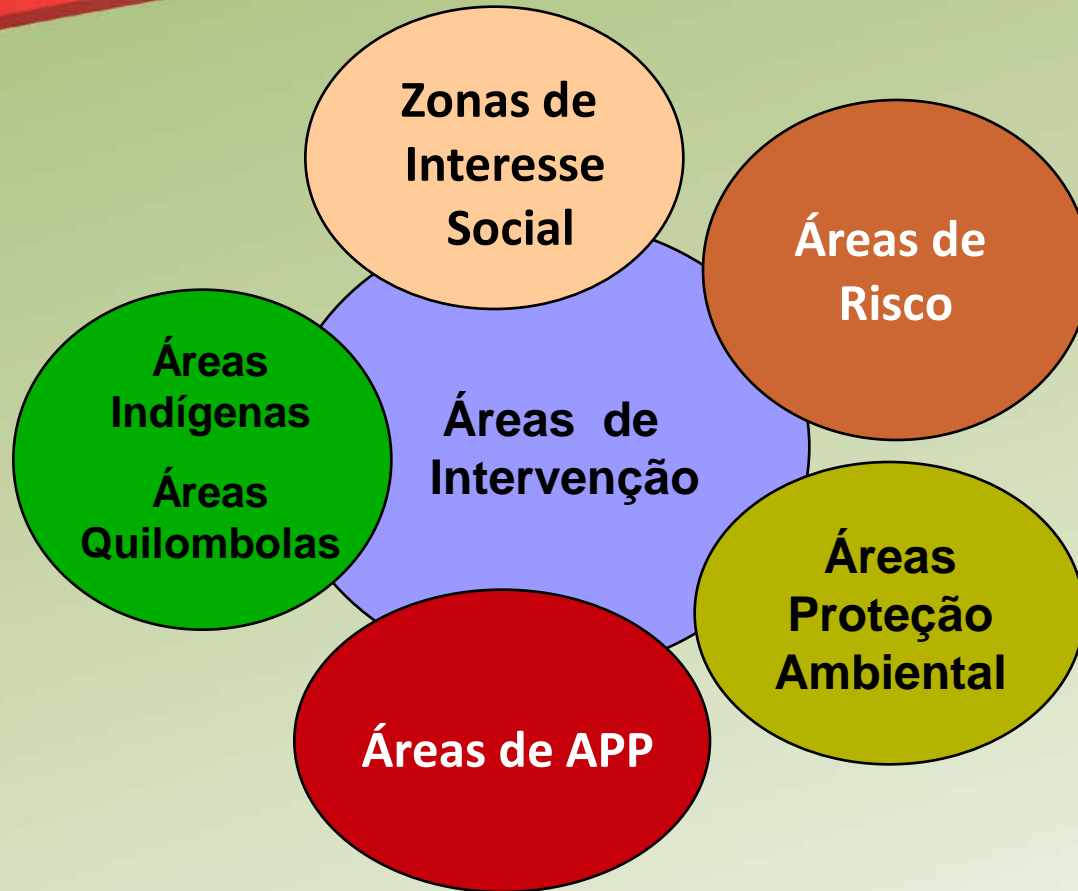 Zonas de
Interesse
Social
Áreas de
Risco
Áreas
Indígenas
Áreas
Quilombolas
Áreas de
Intervenção
Áreas
Proteção
Ambiental
Áreas de APP